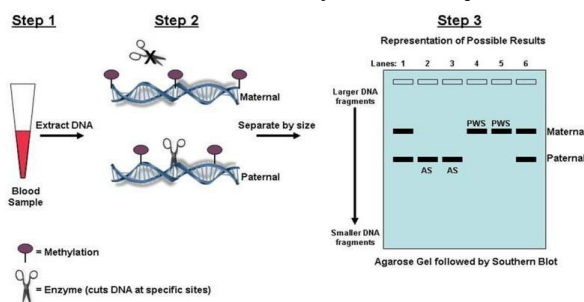 Step 1
Step 2
Step 3
Representation of Possible Results
Lanes: 1 2 3 4 5 6
Larger DNA
fragments
Extract DNA
Maternal
Separate by size
PWS PWS
Maternal
Paternal
Paternal
AS AS
Blood
Sample
Smaller DNA
fragments
Agarose Gel followed by Southern Blot
= Methylation
= Enzyme (cuts DNA at specific sites)